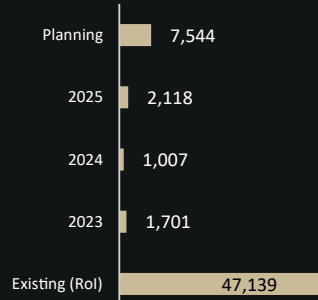 Planning 7,544
2025 2,118
2024 1,007
2023 1,701
Existing (RoI) 47,139